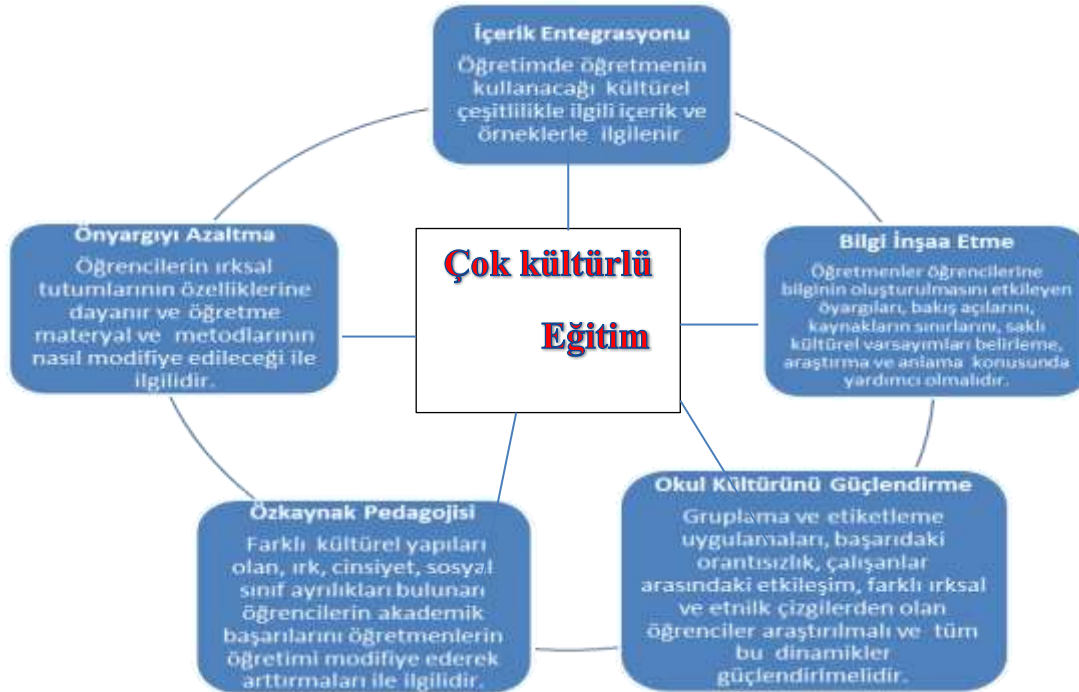 İçerik Entegrasyonu
Öğretimde öğretmenin
kullanacağı kültürel
çeşitlilikle ilgili içerik ve
örneklerle ilgilenir
Önyargıyı Azaltma
Öğrencilerin ırksal
tutumlarının özelliklerine
dayanır ve öğretme
materyal ve metodlarının
nasıl modifiye edileceği ile
ilgilidir.
Çok kültürlü
Eğitim
Bilgi İnşaa Etme
Öğretmenler öğrencilerine
bilginin oluşturulmasını etkileyen
öyargıları, bakış açılarını,
kaynakların sınırlarını, saklı
kültürel varsayımları belirleme,
araştırma ve anlama konusunda
yardımcı olmalıdır.
Özkaynak Pedagojisi
Farklı kültürel yapıları
olan, ırk, cinsiyet, sosyal
sınıf ayrılıkları bulunan
öğrencilerin akademik
başarılarını öğretmenlerin
öğretimi modifiye ederek
arttırmaları ile ilgilidir.
Okul Kültürünü Güçlendirme
Gruplama ve etiketleme
uygulamaları, başarıdaki
orantısızlık, çalışanlar
arasındaki etkileşim, farklı ırksal
ve etnilk çizgilerden olan
öğrenciler araştırılmalı ve tüm
bu dinamikler
güçlendirlmelidir.